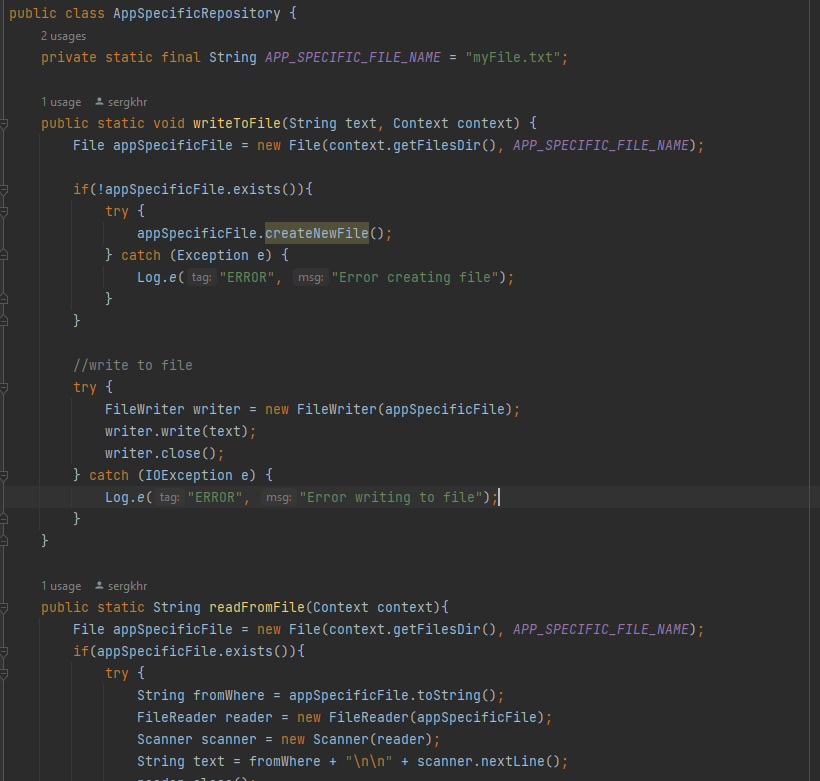 public class AppSpecificRepository {
2 usages
private static final String APP_SPECIFIC_FILE_NAME = "myFile.txt";
1 usage sergkhr
public static void writeToFile(String text, Context context) {
File appSpecificFile = new File(context.getFilesDir(), APP_SPECIFIC_FILE_NAME);
if(!appSpecificFile.exists()){
try {
appSpecificFile.createNewFile();
} catch (Exception e) {
Log.e( tag: "ERROR", msg: "Error creating file");
}
}
//write to file
try {
FileWriter writer = new FileWriter(appSpecificFile);
writer.write(text);
writer.close();
} catch (IOException e) {
Log.e( tag: "ERROR", msg: "Error writing to file");
}
}
1 usage sergkhr
public static String readFromFile(Context context){
File appSpecificFile = new File(context.getFilesDir(), APP_SPECIFIC_FILE_NAME);
if(appSpecificFile.exists()){
try {
String fromWhere = appSpecificFile.toString();
FileReader reader = new FileReader(appSpecificFile);
Scanner scanner = new Scanner(reader);
String text = fromWhere + "\n\n" + scanner.nextLine();